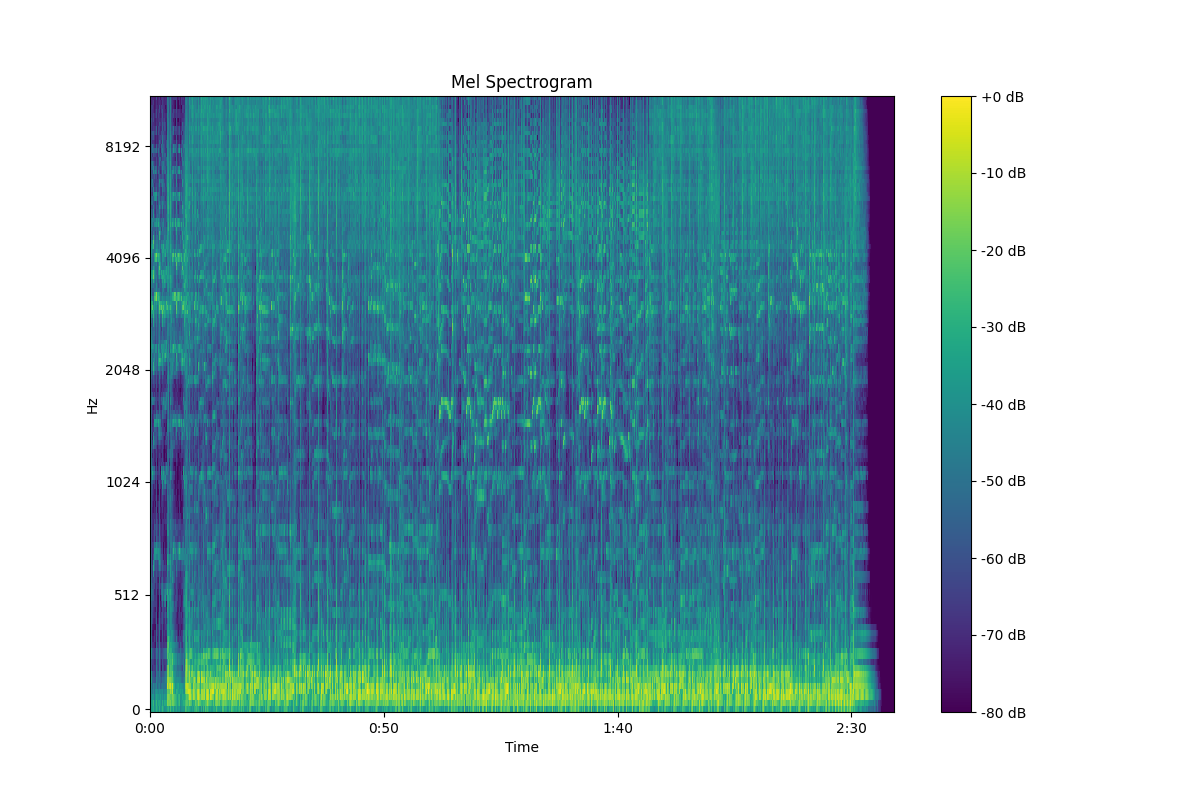 Mel Spectrogram
8192
4096
2048
1024
512
0
Hz
0:00
0:50
1:40
2:30
Time
+0 dB
-10 dB
-20 dB
-30 dB
-40 dB
-50 dB
-60 dB
-70 dB
-80 dB